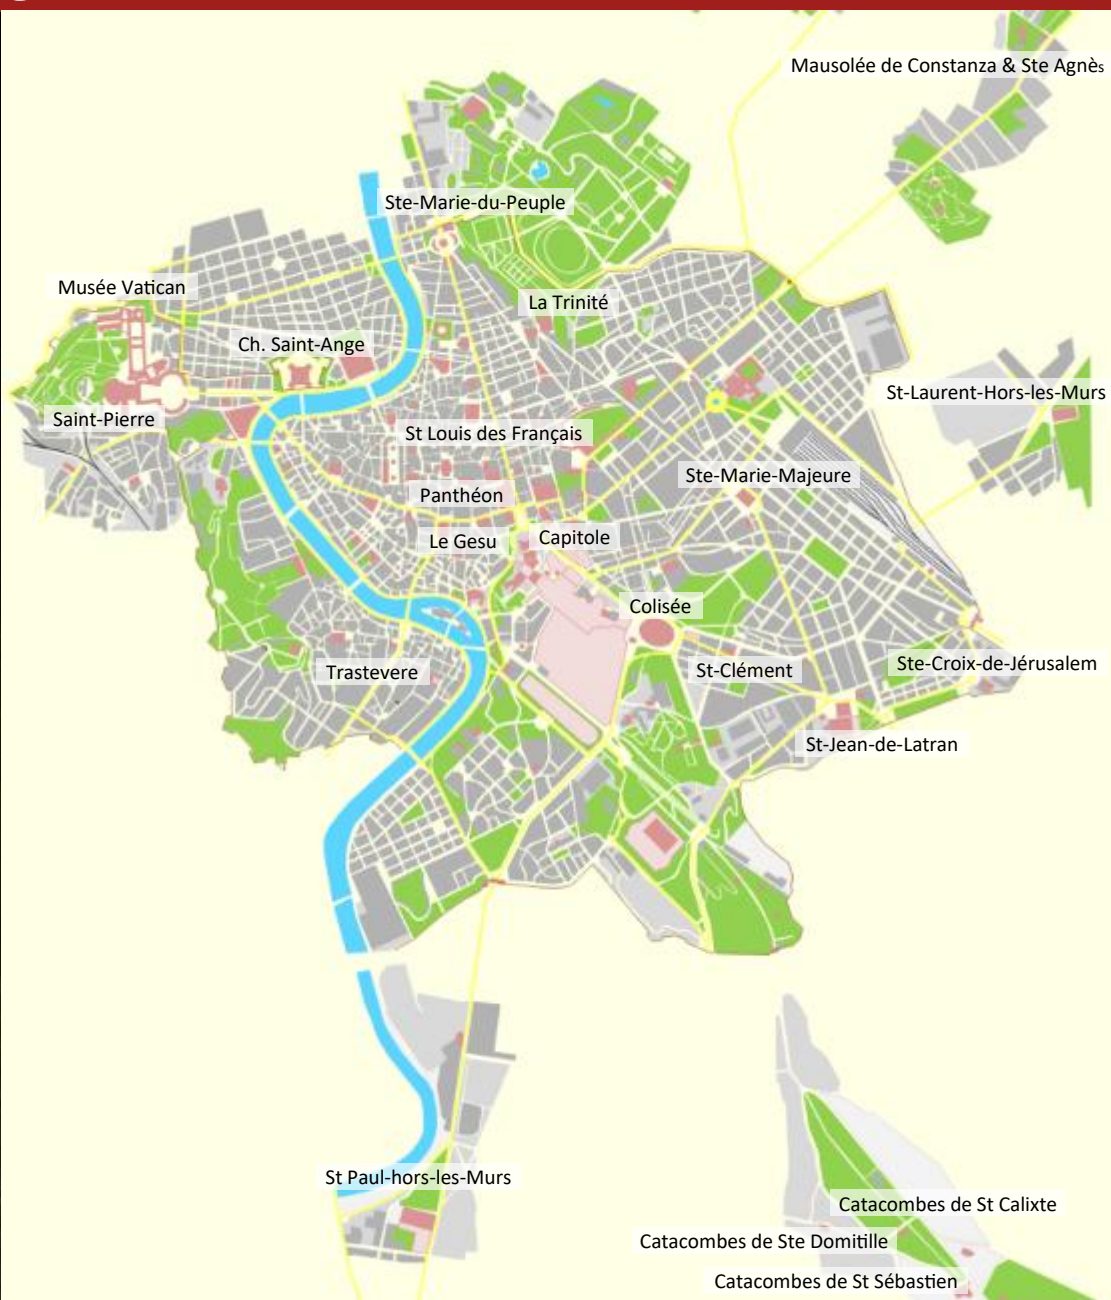 Mausolée de Constanza & Ste Agnès
Ste-Marie-du-Peuple
Musée Vatican
La Trinité
Ch. Saint-Ange
St-Laurent-Hors-les-Murs
Saint-Pierre
St Louis des Français
Ste-Marie-Majeure
Panthéon
Le Gesu
Capitole
Colisée
Ste-Croix-de-Jérusalem
St-Clément
Trastevere
St-Jean-de-Latran
St Paul-hors-les-Murs
Catacombes de St Calixte
Catacombes de Ste Domitille
Catacombes de St Sébastien